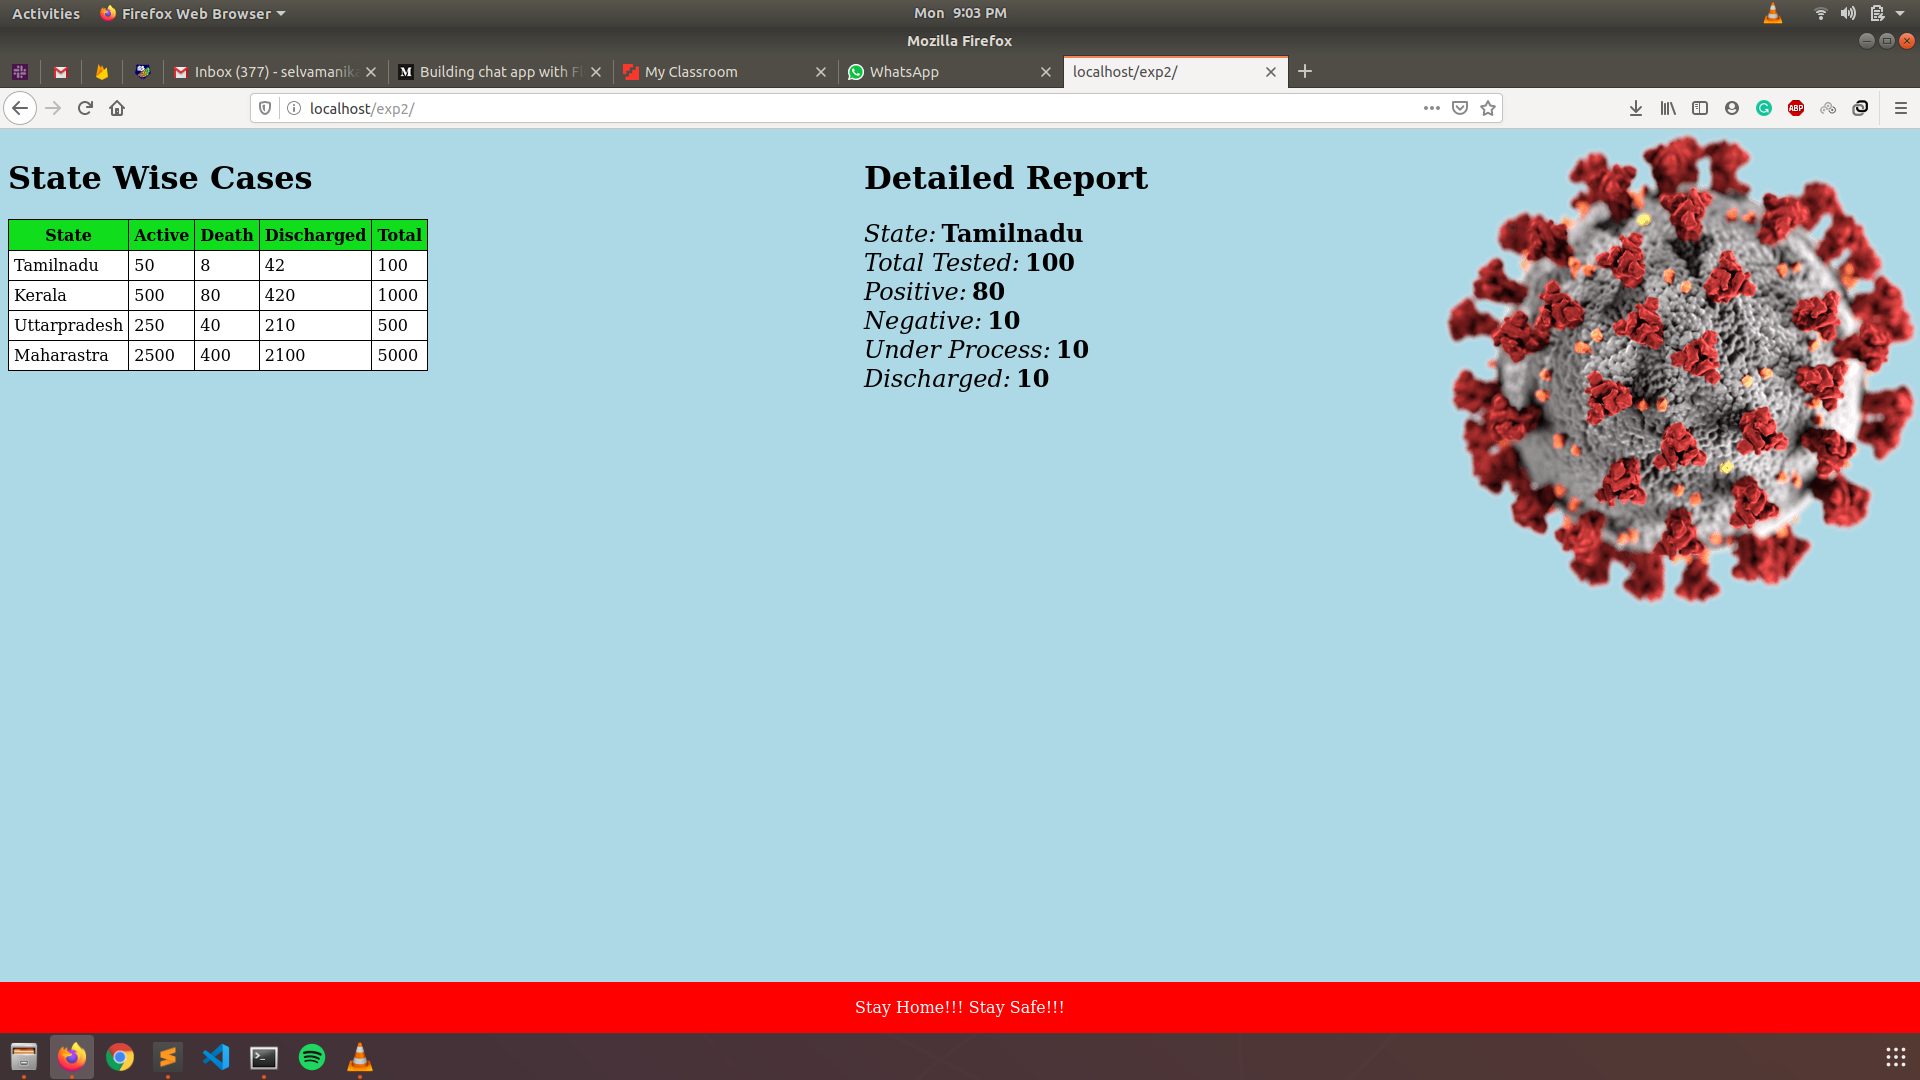 Activities Firefox Web Browser Mon 9:03 PM
Mozilla Firefox
Inbox (377) - selvamanika Building chat app with Fl My Classroom WhatsApp localhost/exp2/
localhost/exp2/ ABP
State Wise Cases
State Active Death Discharged Total
Tamilnadu 50 8 42 100
Kerala 500 80 420 1000
Uttarpradesh 250 40 210 500
Maharastra 2500 400 2100 5000
Detailed Report
State: Tamilnadu
Total Tested: 100
Positive: 80
Negative: 10
Under Process: 10
Discharged: 10
Stay Home!!! Stay Safe!!!